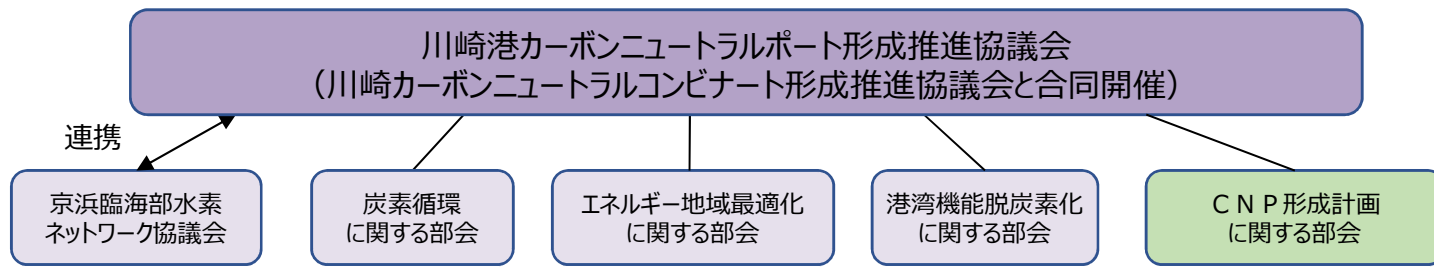 川崎港カーボンニュートラルポート形成推進協議会
（川崎カーボンニュートラルコンビナート形成推進協議会と合同開催）
連携
京浜臨海部水素
ネットワーク協議会
炭素循環
に関する部会
エネルギー地域最適化
に関する部会
港湾機能脱炭素化
に関する部会
ＣＮＰ形成計画
に関する部会